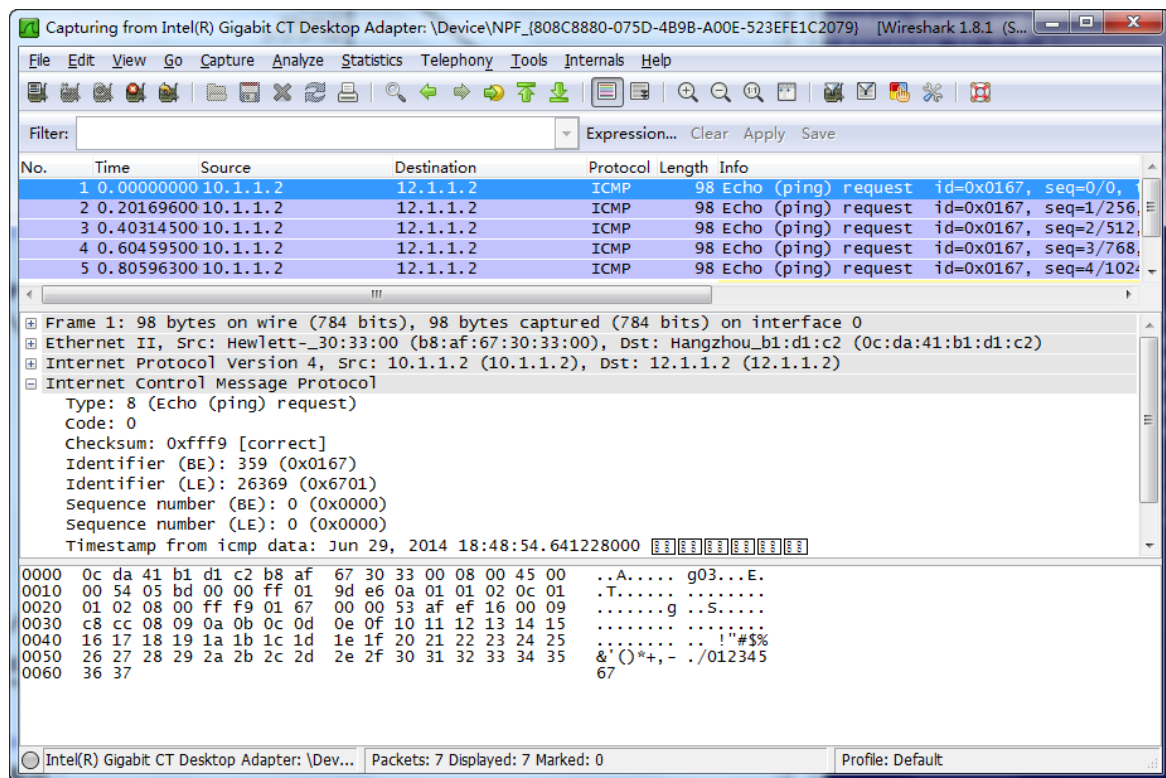 Capturing from Intel(R) Gigabit CT Desktop Adapter: \Device\NPF_{808C8880-075D-4B9B-A00E-523EFE1C2079} [Wireshark 1.8.1 (S...
File Edit View Go Capture Analyze Statistics Telephony Tools Internals Help
Filter: Expression... Clear Apply Save
No. Time Source Destination Protocol Length Info
1 0.00000000 10.1.1.2 12.1.1.2 ICMP 98 Echo (ping) request id=0x0167, seq=0/0,
2 0.20169600 10.1.1.2 12.1.1.2 ICMP 98 Echo (ping) request id=0x0167, seq=1/256,
3 0.40314500 10.1.1.2 12.1.1.2 ICMP 98 Echo (ping) request id=0x0167, seq=2/512,
4 0.60459500 10.1.1.2 12.1.1.2 ICMP 98 Echo (ping) request id=0x0167, seq=3/768,
5 0.80596300 10.1.1.2 12.1.1.2 ICMP 98 Echo (ping) request id=0x0167, seq=4/1024
Frame 1: 98 bytes on wire (784 bits), 98 bytes captured (784 bits) on interface 0
Ethernet II, Src: Hewlett-_30:33:00 (b8:af:67:30:33:00), Dst: Hangzhou_b1:d1:c2 (0c:da:41:b1:d1:c2)
Internet Protocol Version 4, Src: 10.1.1.2 (10.1.1.2), Dst: 12.1.1.2 (12.1.1.2)
Internet Control Message Protocol
Type: 8 (Echo (ping) request)
Code: 0
Checksum: 0xfff9 [correct]
Identifier (BE): 359 (0x0167)
Identifier (LE): 26369 (0x6701)
Sequence number (BE): 0 (0x0000)
Sequence number (LE): 0 (0x0000)
Timestamp from icmp data: Jun 29, 2014 18:48:54.641228000
0000 0c da 41 b1 d1 c2 b8 af 67 30 33 00 08 00 45 00 ..A..... g03...E.
0010 00 54 05 bd 00 00 ff 01 9d e6 0a 01 01 02 0c 01 .T...... ........
0020 01 02 08 00 ff f9 01 67 00 00 53 af ef 16 00 09 .......g ..S.....
0030 c8 cc 08 09 0a 0b 0c 0d 0e 0f 10 11 12 13 14 15 ........ ........
0040 16 17 18 19 1a 1b 1c 1d 1e 1f 20 21 22 23 24 25 ........ .. !"#$%
0050 26 27 28 29 2a 2b 2c 2d 2e 2f 30 31 32 33 34 35 &'()*+,- ./012345
0060 36 37 67
Intel(R) Gigabit CT Desktop Adapter: \Dev... Packets: 7 Displayed: 7 Marked: 0 Profile: Default